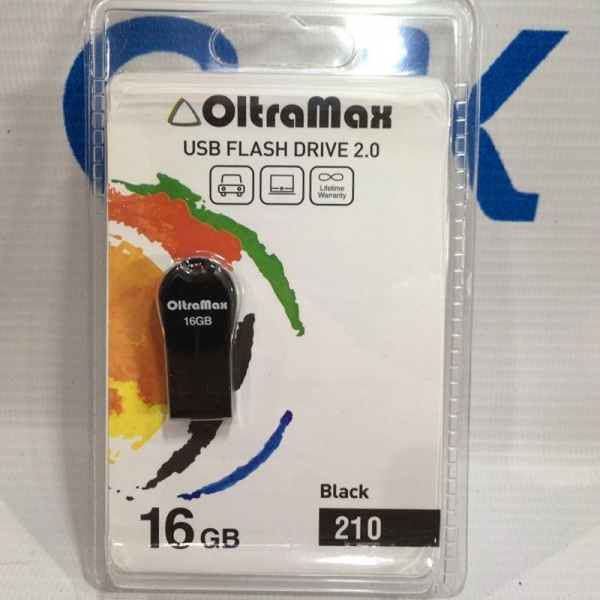 OltraMax
USB FLASH DRIVE 2.0
Lifetime
Warranty
OltraMax
16GB
Black
16 GB
210